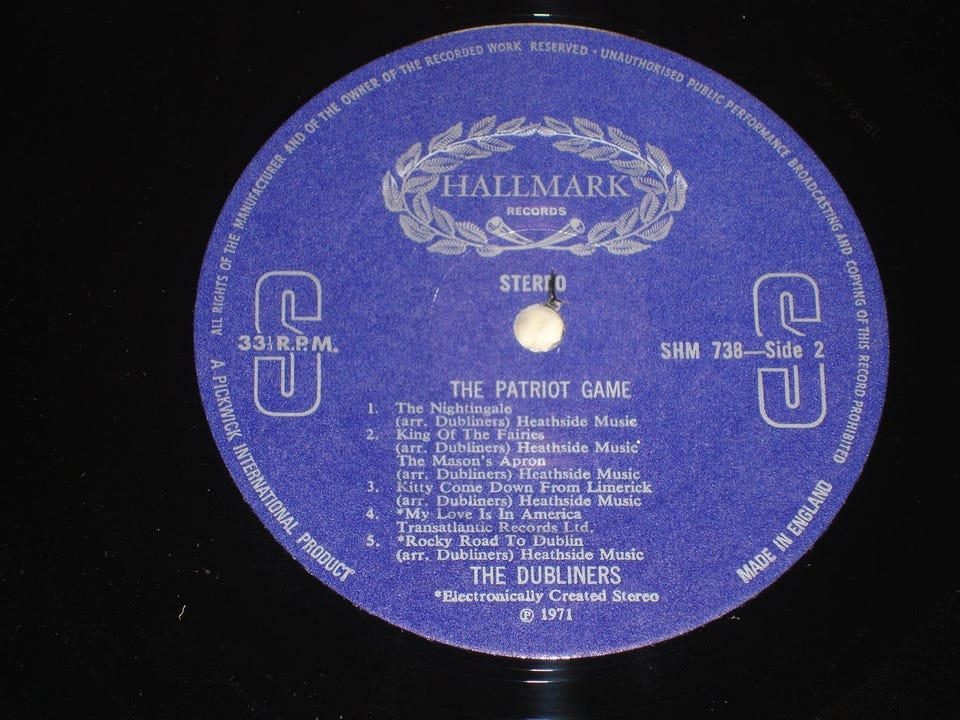 ALL RIGHTS OF THE MANUFACTURER AND OF THE OWNER OF THE RECORDED WORK RESERVED · UNAUTHORISED PUBLIC PERFORMANCE BROADCASTING AND COPYING OF THIS RECORD PROHIBITED
HALLMARK
RECORDS
STEREO
S
S
33⅓ R.P.M.
SHM 738—Side 2
THE PATRIOT GAME
1. The Nightingale
(arr. Dubliners) Heathside Music
2. King Of The Fairies
(arr. Dubliners) Heathside Music
The Mason's Apron
(arr. Dubliners) Heathside Music
3. Kitty Come Down From Limerick
(arr. Dubliners) Heathside Music
4. *My Love Is In America
Transatlantic Records Ltd.
5. *Rocky Road To Dublin
(arr. Dubliners) Heathside Music
THE DUBLINERS
*Electronically Created Stereo
℗ 1971
A PICKWICK INTERNATIONAL PRODUCT
MADE IN ENGLAND